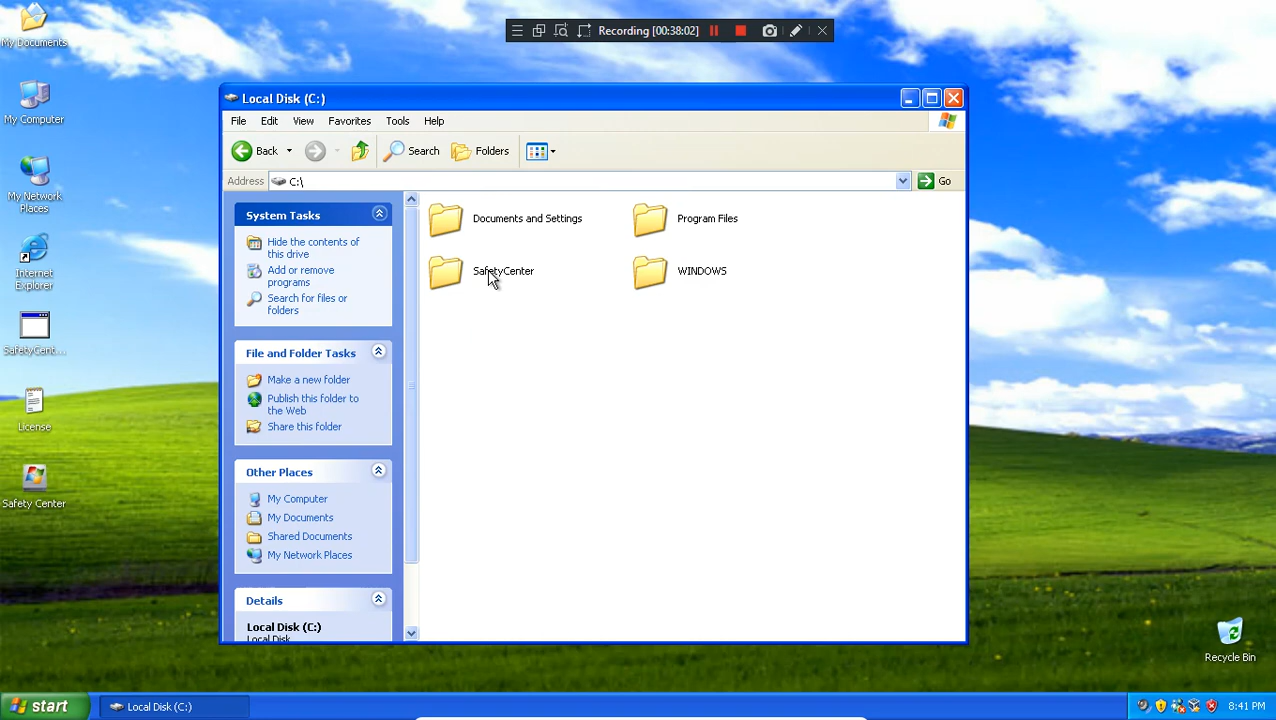 My Documents
My Computer
My Network
Places
Internet
Explorer
SafetyCent...
License
Safety Center
Recording [00:38:02]
Local Disk (C:)
File Edit View Favorites Tools Help
Back Search Folders
Address C:\ Go
System Tasks
Hide the contents of
this drive
Add or remove
programs
Search for files or
folders
File and Folder Tasks
Make a new folder
Publish this folder to
the Web
Share this folder
Other Places
My Computer
My Documents
Shared Documents
My Network Places
Details
Local Disk (C:)
Local Disk
Documents and Settings
Program Files
SafetyCenter
WINDOWS
Recycle Bin
start
Local Disk (C:)
8:41 PM